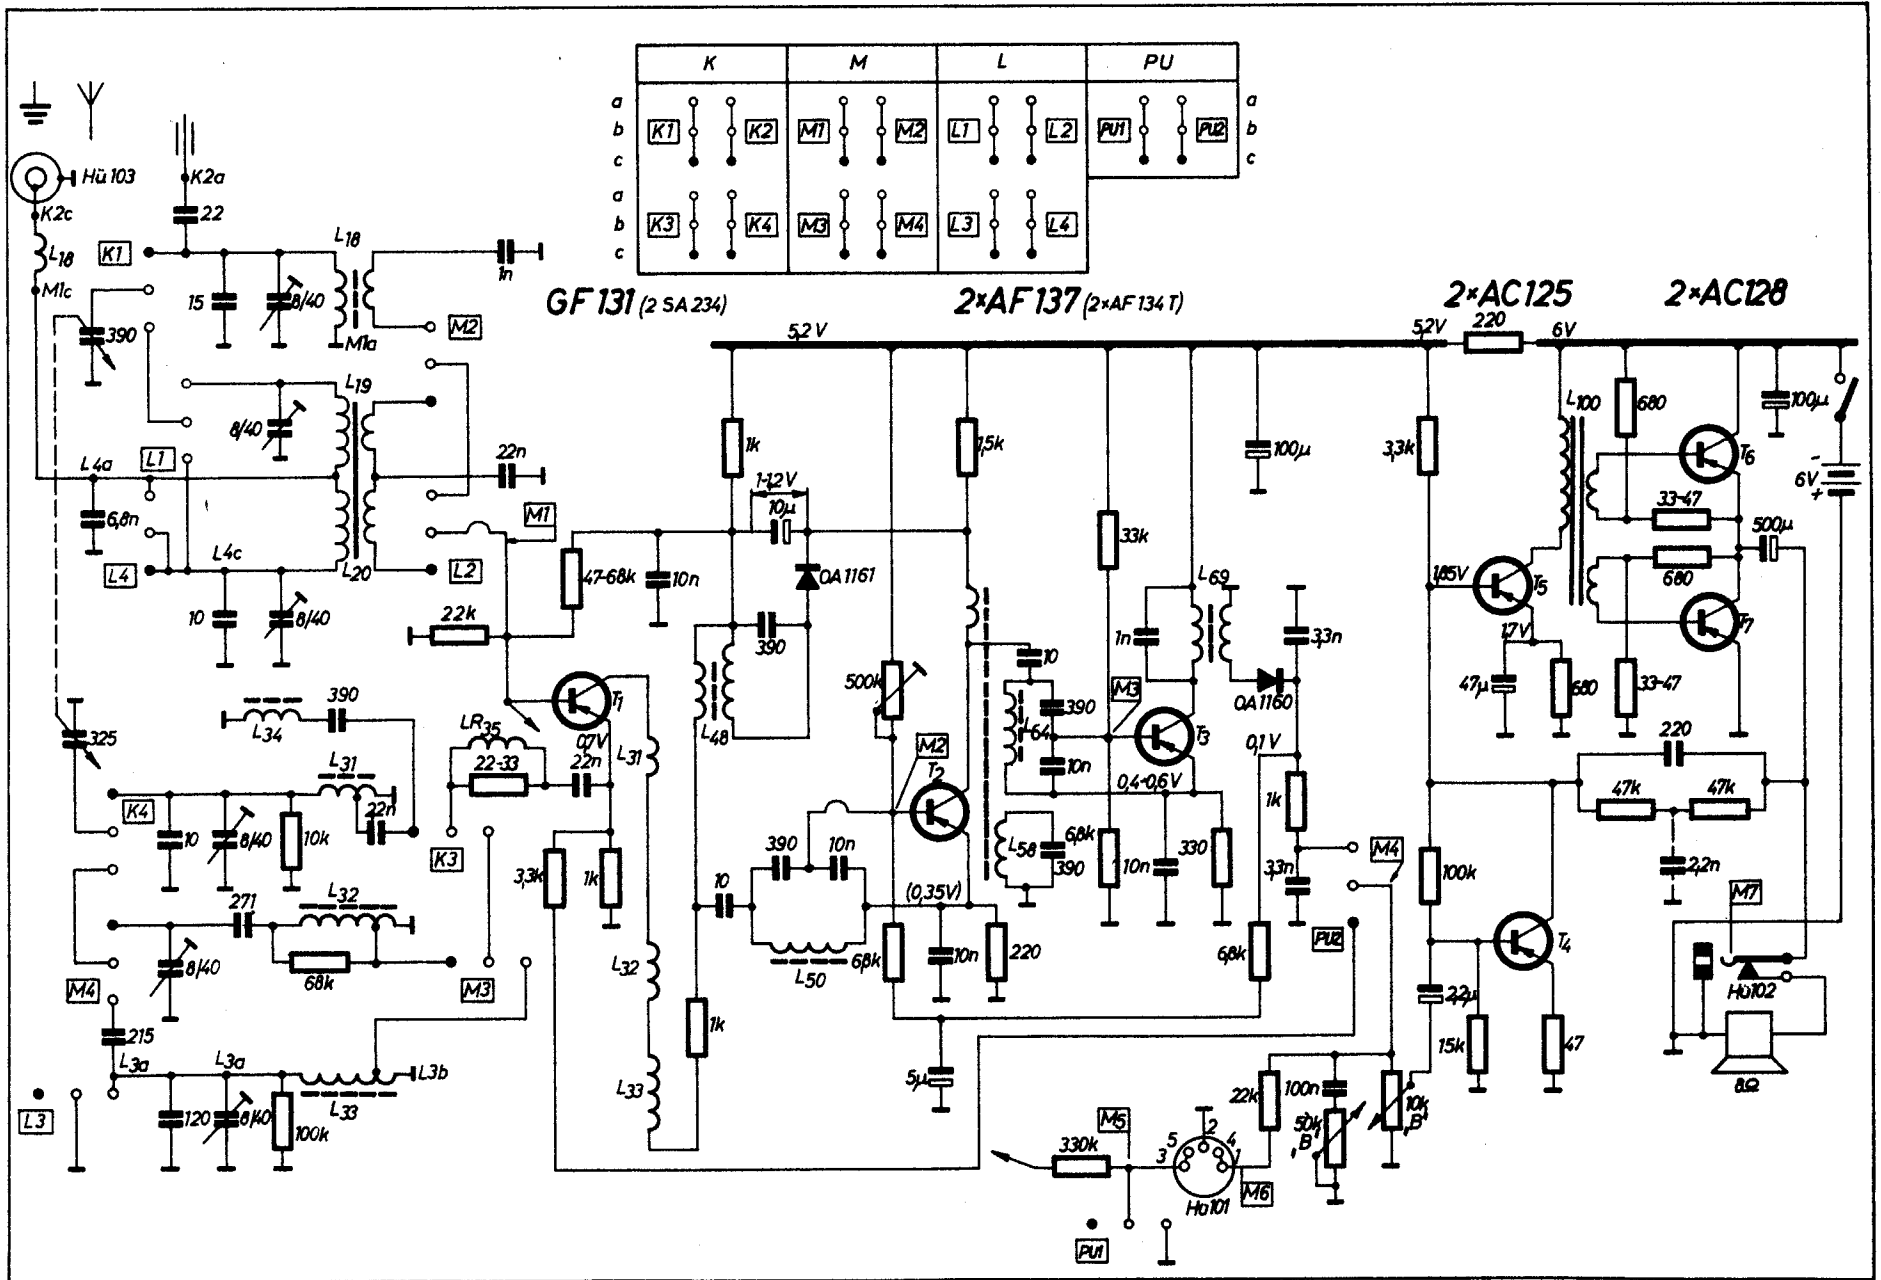 K M L PU
a a
b K1 K2 M1 M2 L1 L2 PU1 PU2 b
c c
a
b K3 K4 M3 M4 L3 L4
c
Hü103
K2a
K2c
22
L18
K1
L18
1n
M1c
15
8/40
M2
390
M1a
GF 131 (2 SA 234)
2×AF 137 (2×AF 134 T)
2×AC125
2×AC128
5,2 V
5,2V
220
6V
L19
8/40
1k
1,5k
100µ
3,3k
L100
680
T6
100µ
L4a
L1
22n
6V
-
+
6,8n
1-1,2V
10µ
M1
33k
33-47
500µ
L4c
L4
L20
L2
47-68k
10n
OA1161
L69
680
1,85V
T5
10
8/40
22k
390
1n
3,3n
1,7V
T7
10
500k
M3
OA1160
47µ
680
33-47
390
L34
LR35
T1
0,7V
L48
L64
390
T3
0,1 V
220
325
L31
22-33
22n
L31
M2
T2
10n
0,4-0,6V
1k
47k
47k
K4
22n
10
8/40
10k
K3
390
10n
L58
6,8k
390
10n
330
M4
2,2n
3,3k
1k
10
3,3n
100k
M7
271
L32
(0,35V)
PU2
T4
8/40
68k
M3
L32
L50
6,8k
10n
220
6,8k
Hü102
M4
2,2µ
215
1k
15k
47
L3a
L3a
L3b
L33
5µ
8Ω
L3
120
8/40
100k
L33
22k
100n
10k
„B"
M5
50k
„B"
330k
5
2
4
3
1
M6
Hü101
PU1